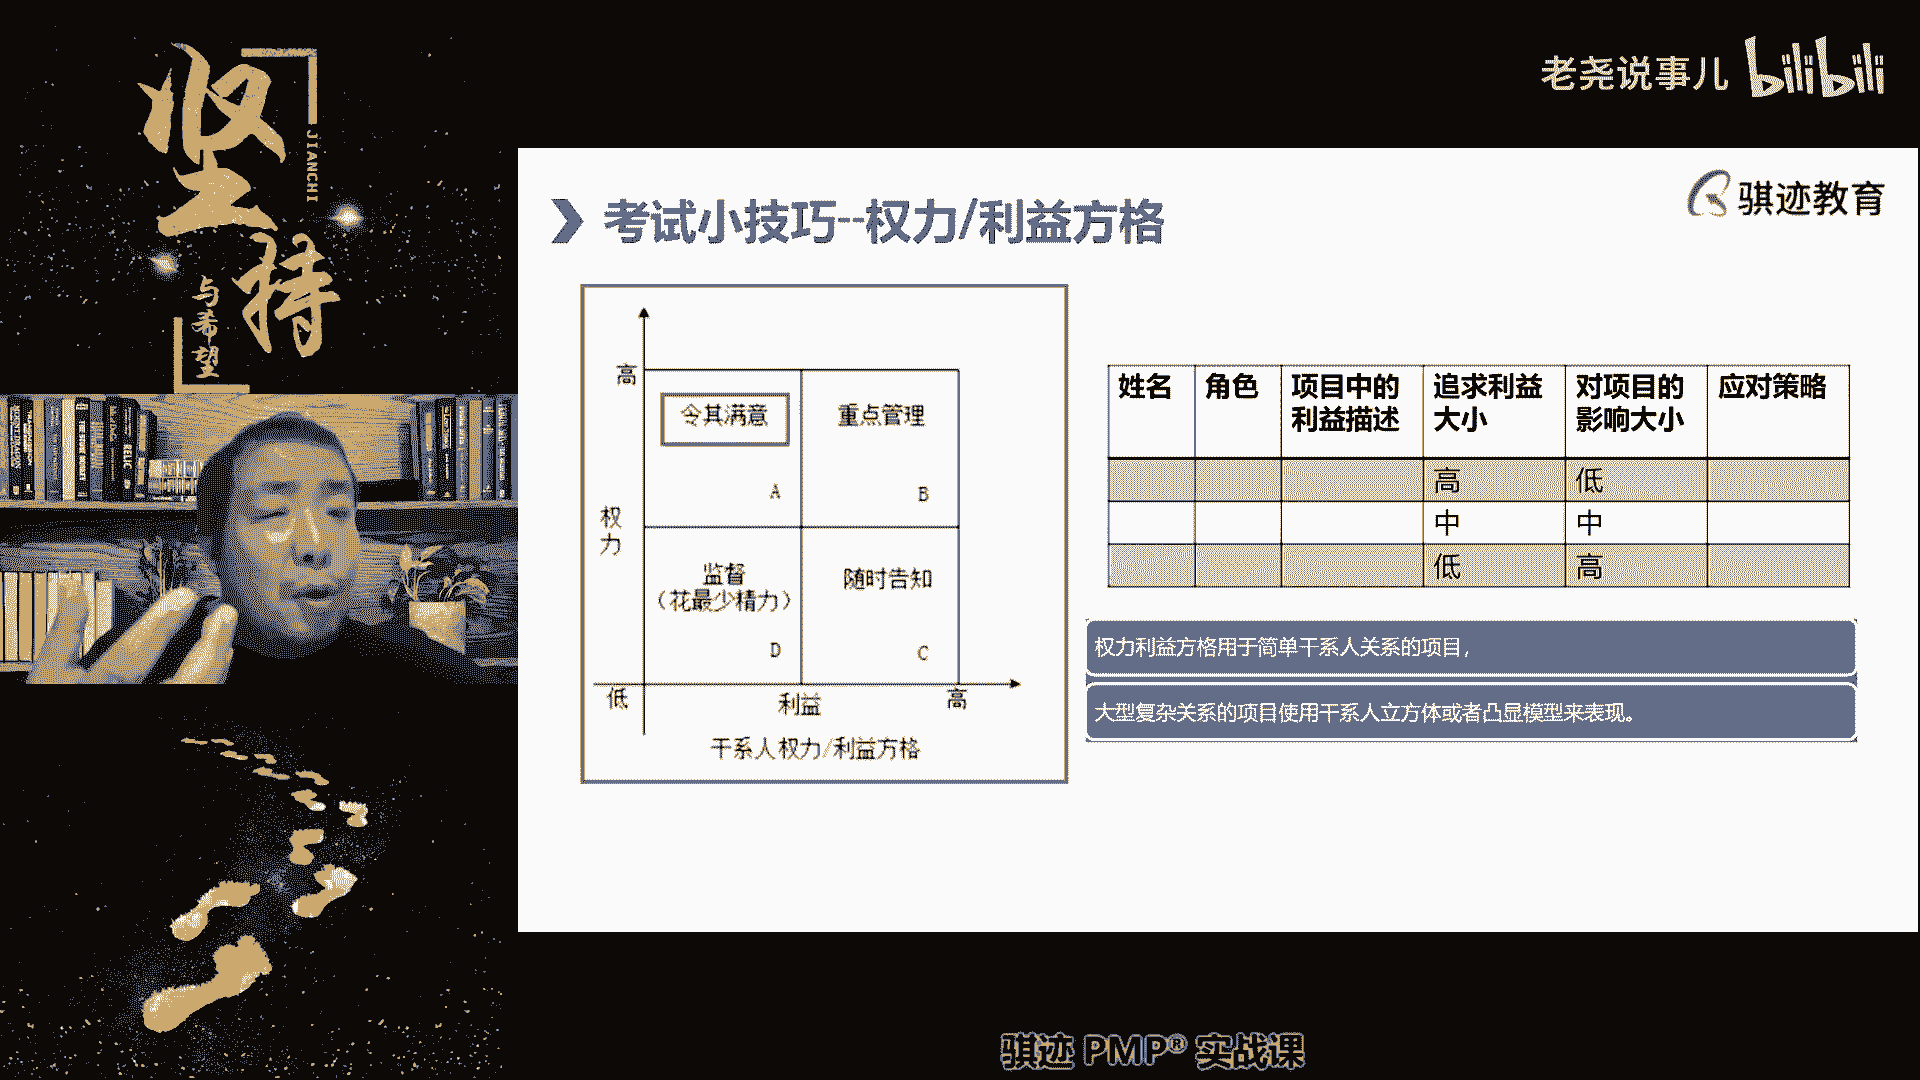 坚持
JIANCHI
与希望
老尧说事儿 bilibili
骐迹教育
考试小技巧--权力/利益方格
高
令其满意
重点管理
A
B
权力
监督
（花最少精力）
随时告知
D
C
低
利益
高
干系人权力/利益方格
姓名 角色 项目中的利益描述 追求利益大小 对项目的影响大小 应对策略
高 低
中 中
低 高
权力利益方格用于简单干系人关系的项目，
大型复杂关系的项目使用干系人立方体或者凸显模型来表现。
骐迹 PMP® 实战课